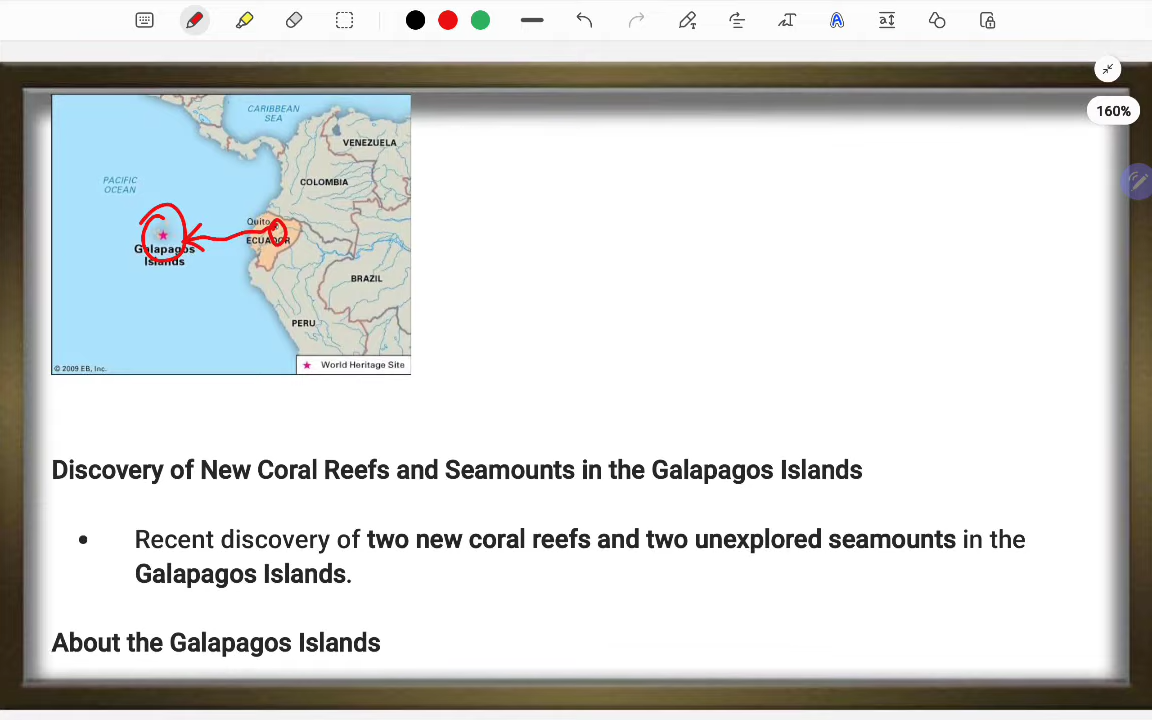 160%
CARIBBEAN
SEA
VENEZUELA
COLOMBIA
PACIFIC
OCEAN
Quito
ECUADOR
Galapagos
Islands
BRAZIL
PERU
★ World Heritage Site
© 2009 EB, Inc.
Discovery of New Coral Reefs and Seamounts in the Galapagos Islands
• Recent discovery of two new coral reefs and two unexplored seamounts in the
Galapagos Islands.
About the Galapagos Islands